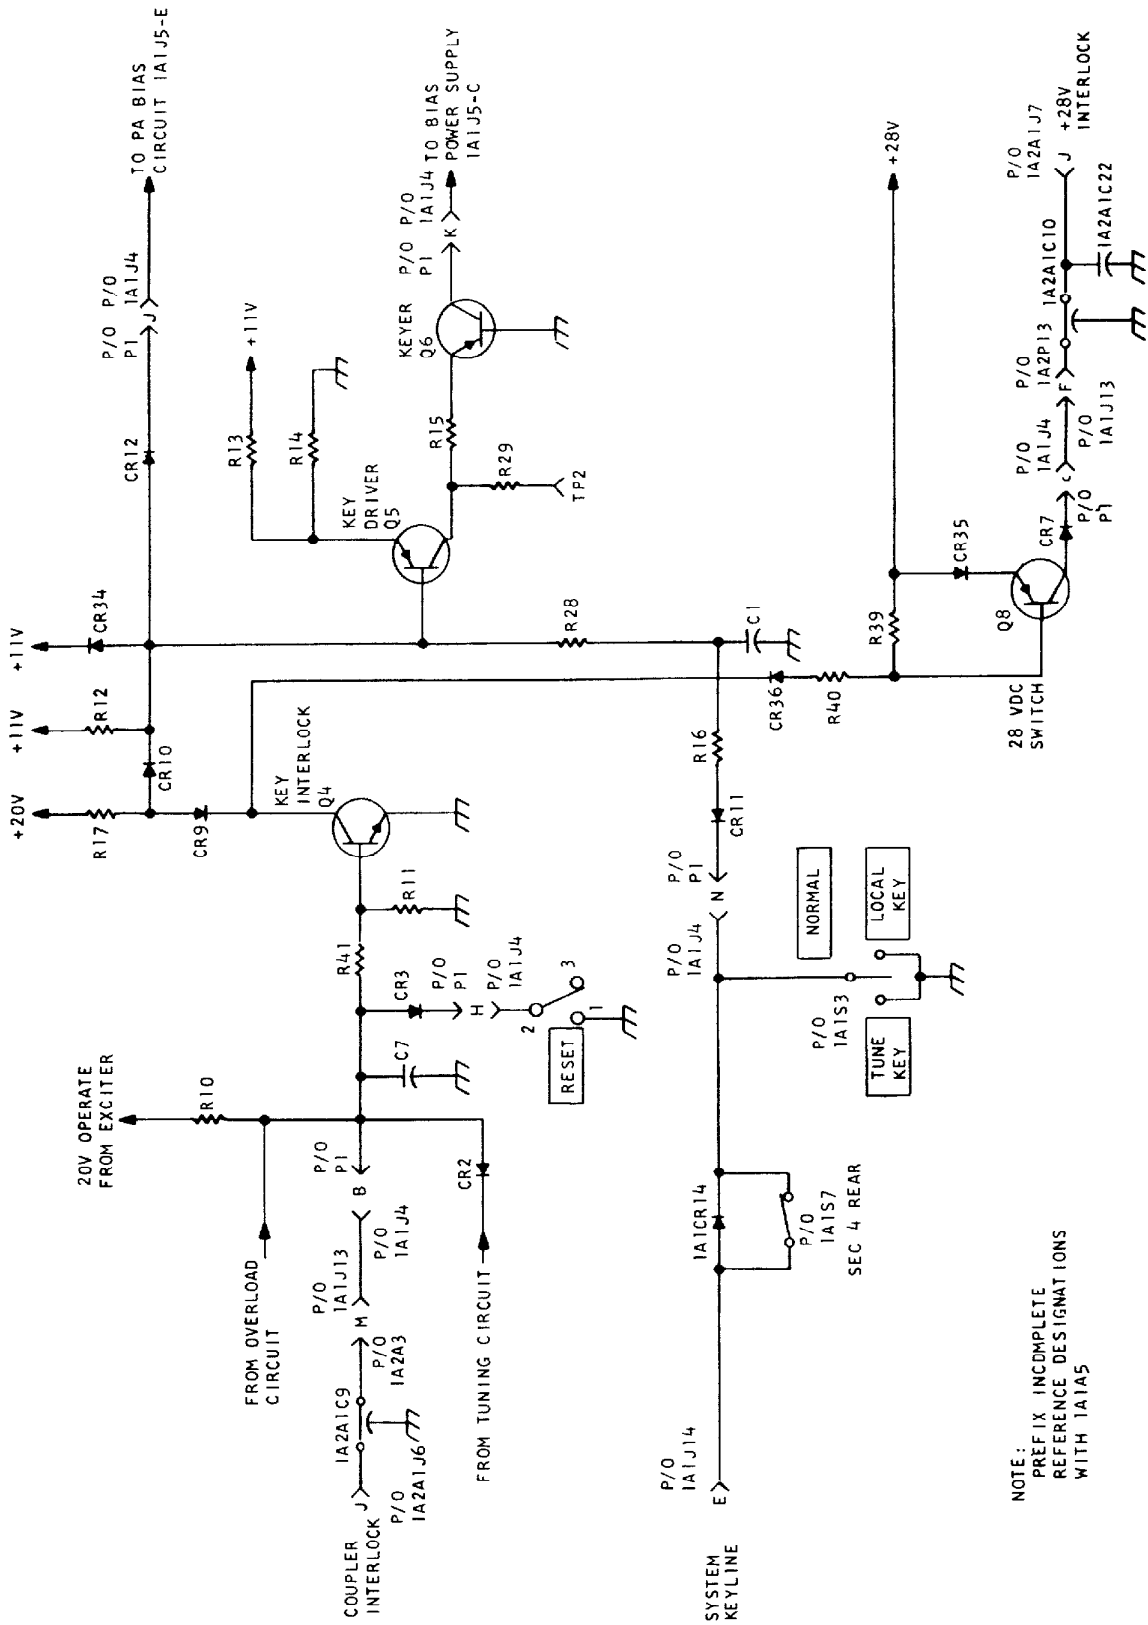 20V OPERATE
FROM EXCITER
+20V
+11V
+11V
TO PA BIAS
CIRCUIT 1A1J5-E
R10
R17
R12
CR34
CR10
CR9
CR12
P/O
P1
P/O
1A1J4
J
FROM OVERLOAD
CIRCUIT
KEY
INTERLOCK
Q4
R13
+11V
R14
KEY
DRIVER
Q5
KEYER
Q6
P/O
P1
P/O
1A1J4
K
TO BIAS
POWER SUPPLY
1A1J5-C
R15
R29
TP2
COUPLER
INTERLOCK
J
P/O
1A2A1J6
1A2A1C9
P/O
1A2A3
M
P/O
1A1J13
P/O
1A1J4
B
P/O
P1
C7
R41
R11
CR3
P/O
P1
H
P/O
1A1J4
2
3
1
RESET
CR2
FROM TUNING CIRCUIT
R28
C1
CR36
R40
R39
+28V
CR35
28 VDC
SWITCH
Q8
CR7
P/O
P1
C
P/O
1A1J4
P/O
1A1J13
F
P/O
1A2P13
1A2A1C10
1A2A1C22
P/O
1A2A1J7
J
+28V
INTERLOCK
SYSTEM
KEYLINE
E
P/O
1A1J14
1A1CR14
P/O
1A1S7
SEC 4 REAR
P/O
1A1J4
N
P/O
P1
CR11
R16
P/O
1A1S3
NORMAL
TUNE
KEY
LOCAL
KEY
NOTE:
PREFIX INCOMPLETE
REFERENCE DESIGNATIONS
WITH 1A1A5